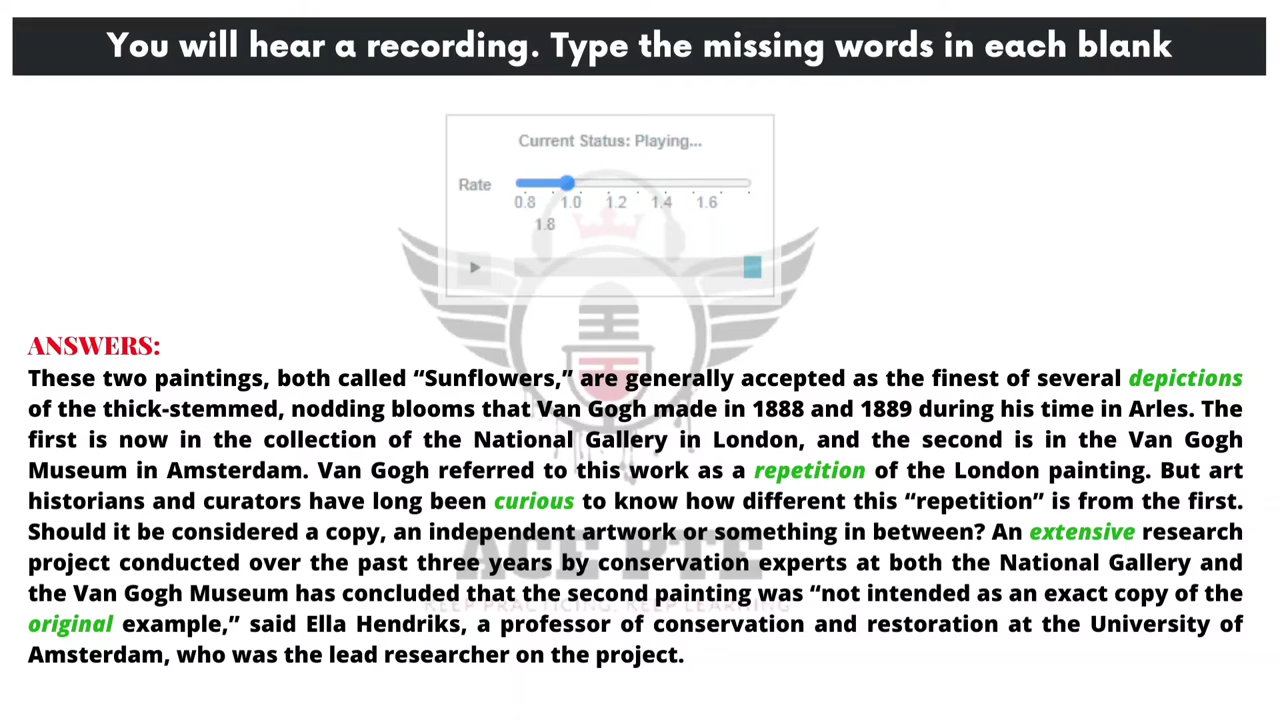 You will hear a recording. Type the missing words in each blank
Current Status: Playing...
Rate
0.8 1.0 1.2 1.4 1.6
1.8
ANSWERS:
These two paintings, both called “Sunflowers,” are generally accepted as the finest of several depictions
of the thick-stemmed, nodding blooms that Van Gogh made in 1888 and 1889 during his time in Arles. The
first is now in the collection of the National Gallery in London, and the second is in the Van Gogh
Museum in Amsterdam. Van Gogh referred to this work as a repetition of the London painting. But art
historians and curators have long been curious to know how different this “repetition” is from the first.
Should it be considered a copy, an independent artwork or something in between? An extensive research
ACE PTE
project conducted over the past three years by conservation experts at both the National Gallery and
the Van Gogh Museum has concluded that the second painting was “not intended as an exact copy of the
KEEP PRACTICING, KEEP LEARNING
original example,” said Ella Hendriks, a professor of conservation and restoration at the University of
Amsterdam, who was the lead researcher on the project.